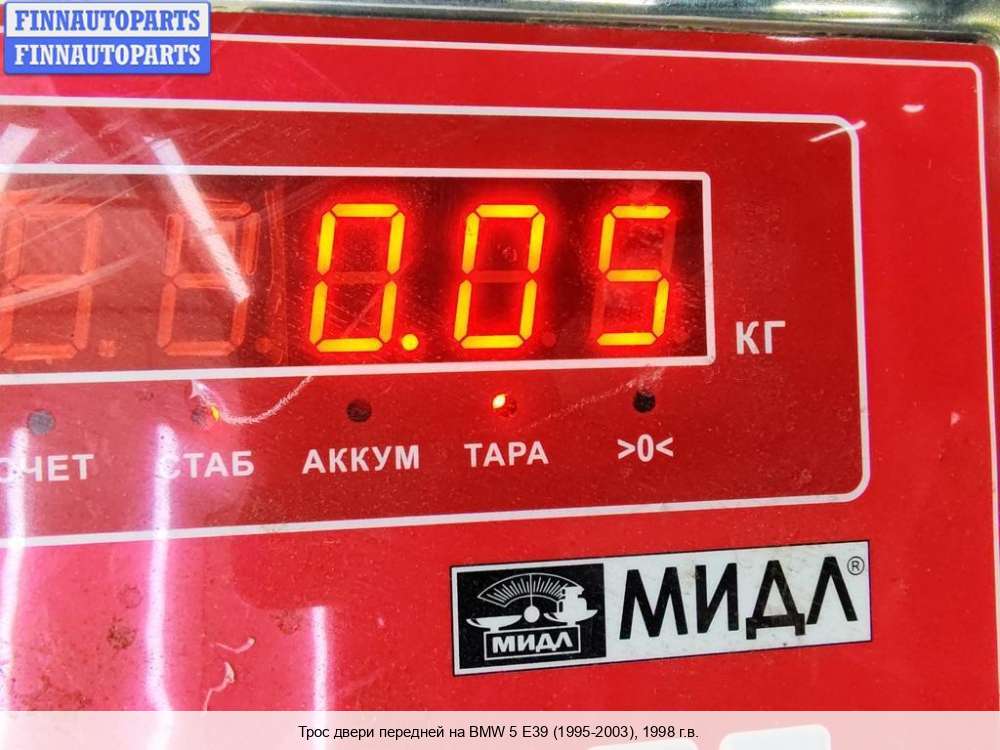 FINNAUTOPARTS
FINNAUTOPARTS
0.05
КГ
СЧЕТ СТАБ АККУМ ТАРА >0<
МИДЛ МИДЛ®
Трос двери передней на BMW 5 E39 (1995-2003), 1998 г.в.